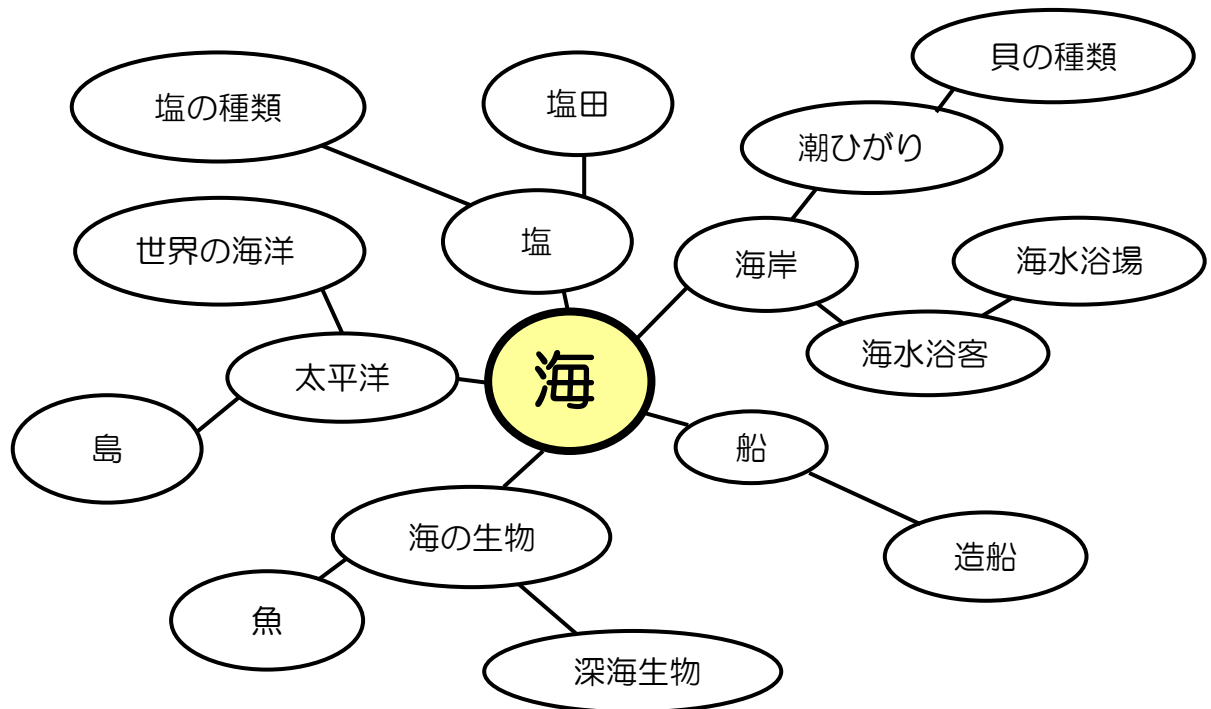 貝の種類
塩の種類
塩田
潮ひがり
世界の海洋
塩
海岸
海水浴場
太平洋
海
海水浴客
島
船
海の生物
造船
魚
深海生物